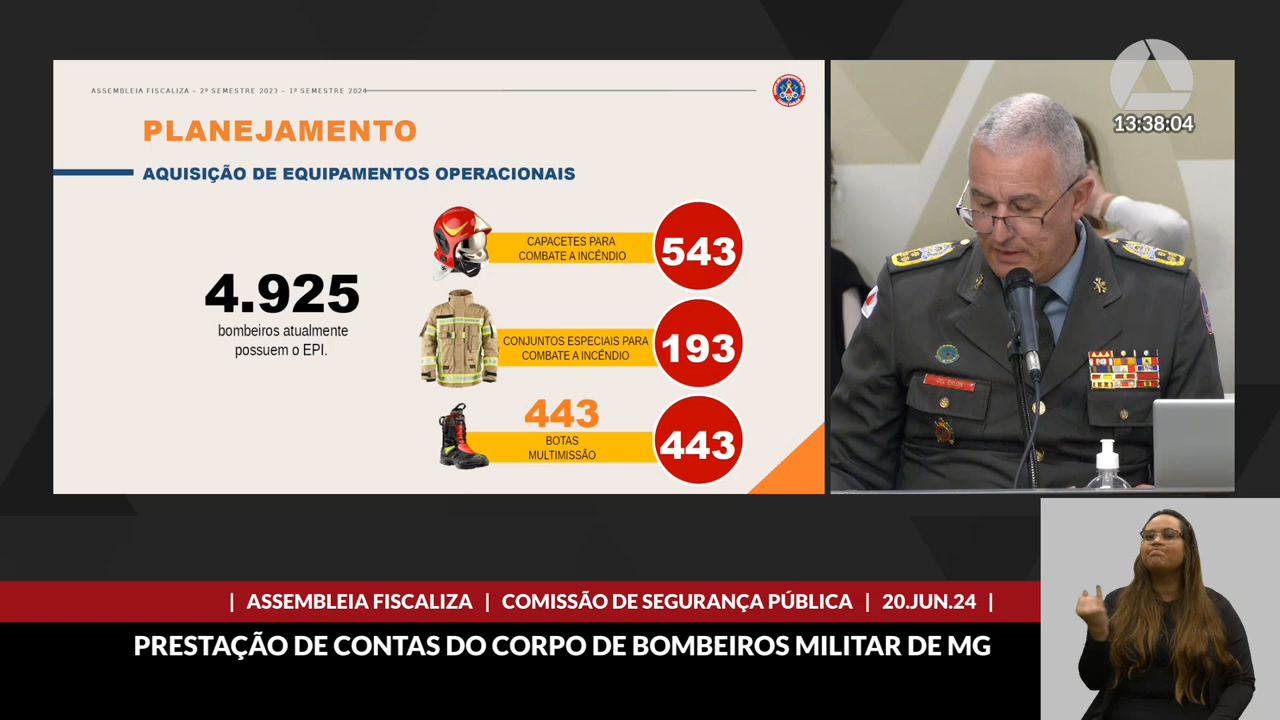 ASSEMBLEIA FISCALIZA - 2º SEMESTRE 2023 - 1º SEMESTRE 2024
PLANEJAMENTO
AQUISIÇÃO DE EQUIPAMENTOS OPERACIONAIS
4.925
bombeiros atualmente
possuem o EPI.
CAPACETES PARA
COMBATE A INCÊNDIO
543
CONJUNTOS ESPECIAIS PARA
COMBATE A INCÊNDIO
193
443
BOTAS
MULTIMISSÃO
443
13:38:04
| ASSEMBLEIA FISCALIZA | COMISSÃO DE SEGURANÇA PÚBLICA | 20.JUN.24 |
PRESTAÇÃO DE CONTAS DO CORPO DE BOMBEIROS MILITAR DE MG